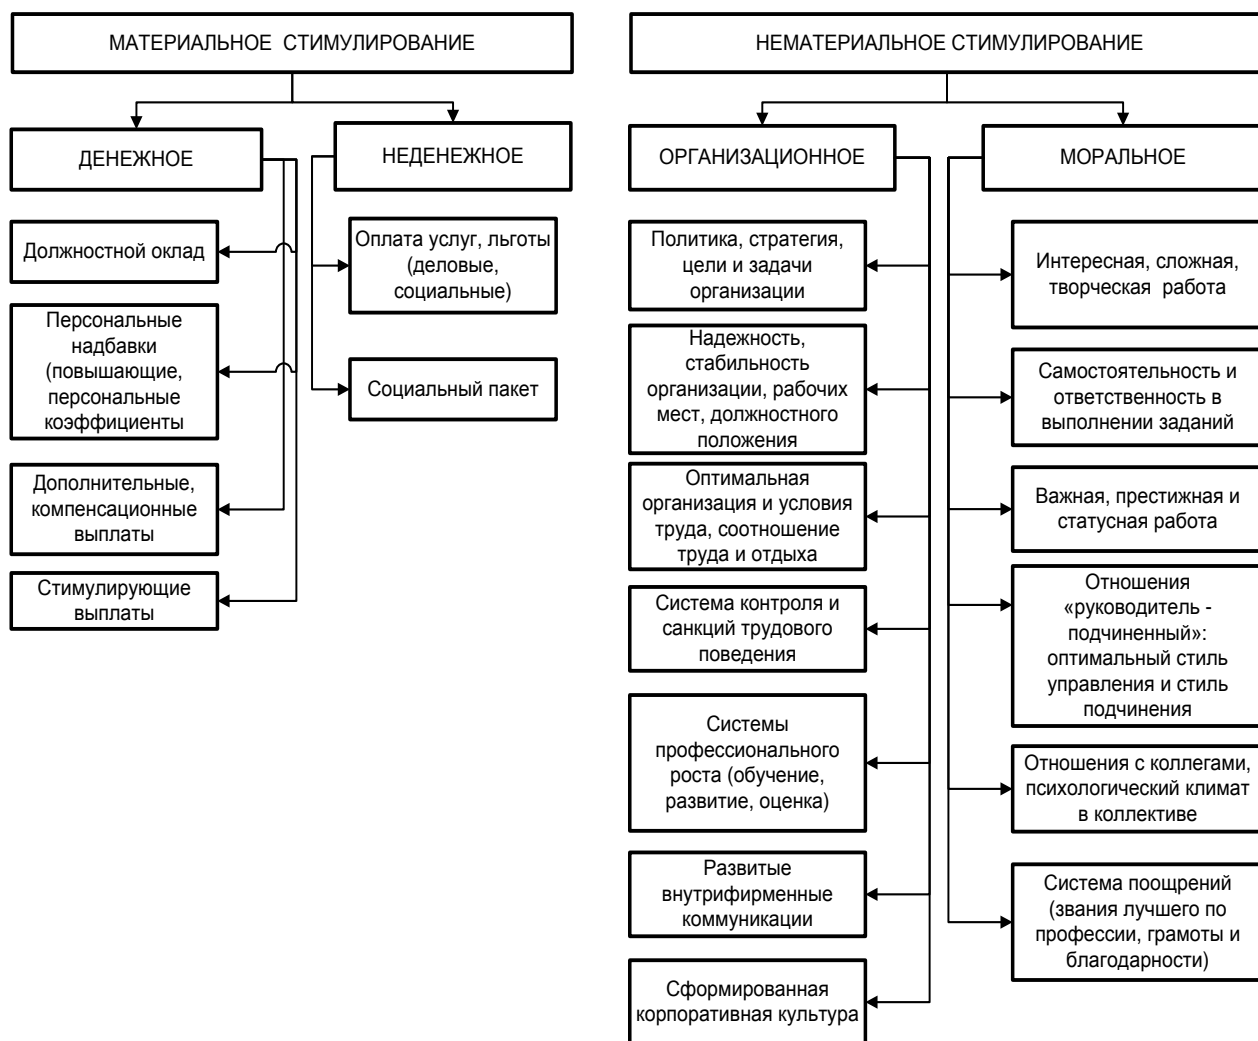 МАТЕРИАЛЬНОЕ СТИМУЛИРОВАНИЕ
ДЕНЕЖНОЕ
НЕДЕНЕЖНОЕ
Должностной оклад
Персональные
надбавки
(повышающие,
персональные
коэффициенты
Дополнительные,
компенсационные
выплаты
Стимулирующие
выплаты
Оплата услуг, льготы
(деловые,
социальные)
Социальный пакет
НЕМАТЕРИАЛЬНОЕ СТИМУЛИРОВАНИЕ
ОРГАНИЗАЦИОННОЕ
МОРАЛЬНОЕ
Политика, стратегия,
цели и задачи
организации
Надежность,
стабильность
организации, рабочих
мест, должностного
положения
Оптимальная
организация и условия
труда, соотношение
труда и отдыха
Система контроля и
санкций трудового
поведения
Системы
профессионального
роста (обучение,
развитие, оценка)
Развитые
внутрифирменные
коммуникации
Сформированная
корпоративная культура
Интересная, сложная,
творческая работа
Самостоятельность и
ответственность в
выполнении заданий
Важная, престижная и
статусная работа
Отношения
«руководитель -
подчиненный»:
оптимальный стиль
управления и стиль
подчинения
Отношения с коллегами,
психологический климат
в коллективе
Система поощрений
(звания лучшего по
профессии, грамоты и
благодарности)